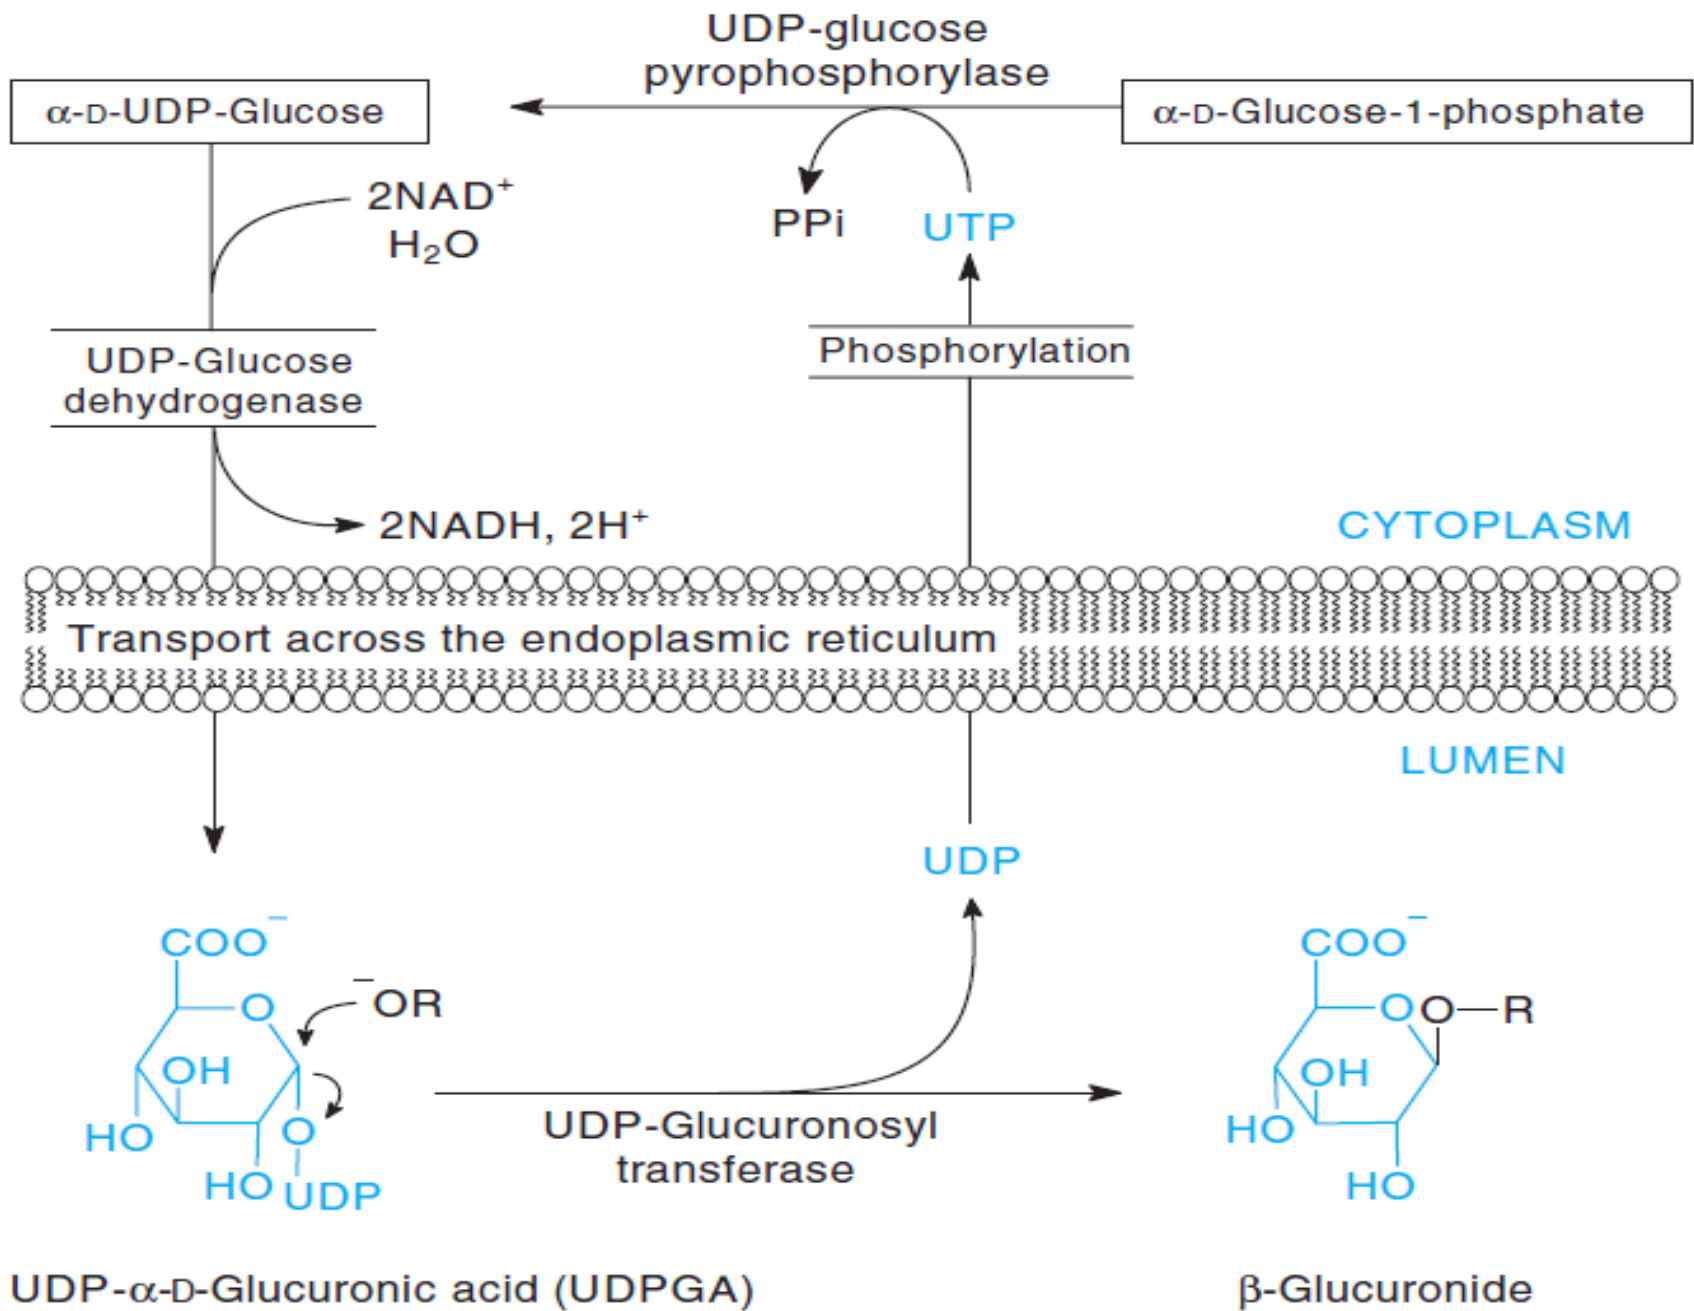 UDP-glucose
pyrophosphorylase
α-D-UDP-Glucose
α-D-Glucose-1-phosphate
2NAD⁺
H₂O
PPi
UTP
UDP-Glucose
dehydrogenase
Phosphorylation
2NADH, 2H⁺
CYTOPLASM
Transport across the endoplasmic reticulum
LUMEN
UDP
COO⁻
O
⁻OR
OH
HO
O
HO
UDP
UDP-Glucuronosyl
transferase
COO⁻
O
O—R
OH
HO
HO
UDP-α-D-Glucuronic acid (UDPGA)
β-Glucuronide